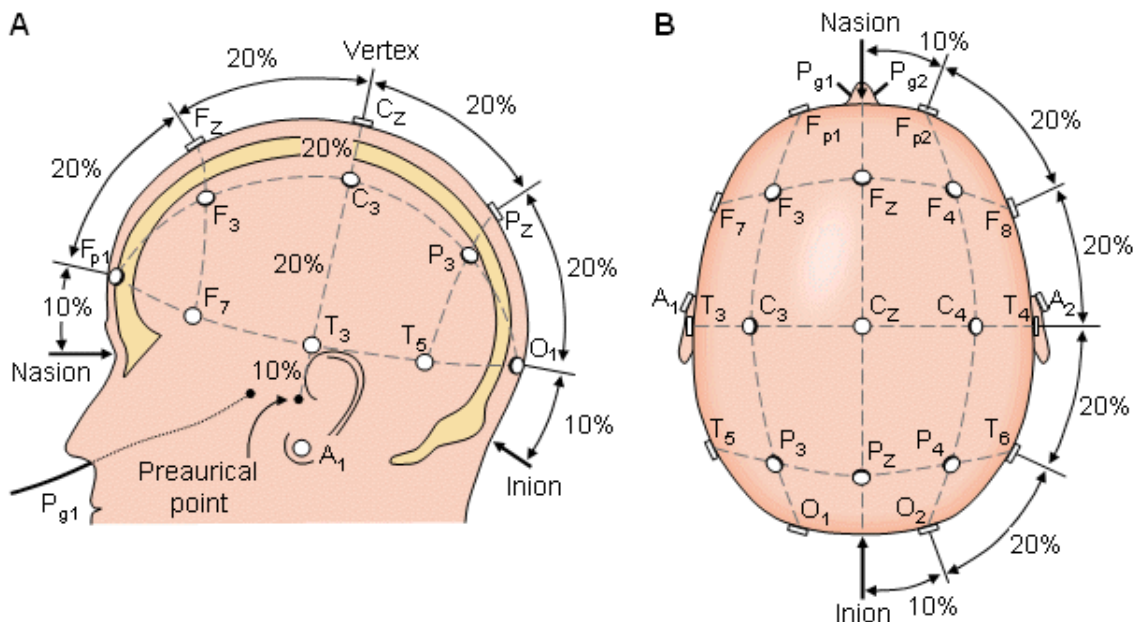 A
Vertex
20%
20%
Cz
Fz
20%
20%
C3
F3
Pz
Fp1
20%
P3
20%
10%
F7
T3
T5
O1
Nasion
10%
10%
A1
Preaurical
point
Inion
Pg1
B
Nasion
10%
Pg1
Pg2
20%
Fp1
Fp2
F7
F3
Fz
F4
F8
20%
A1
T3
C3
Cz
C4
T4
A2
20%
T5
P3
Pz
P4
T6
O1
O2
20%
10%
Inion